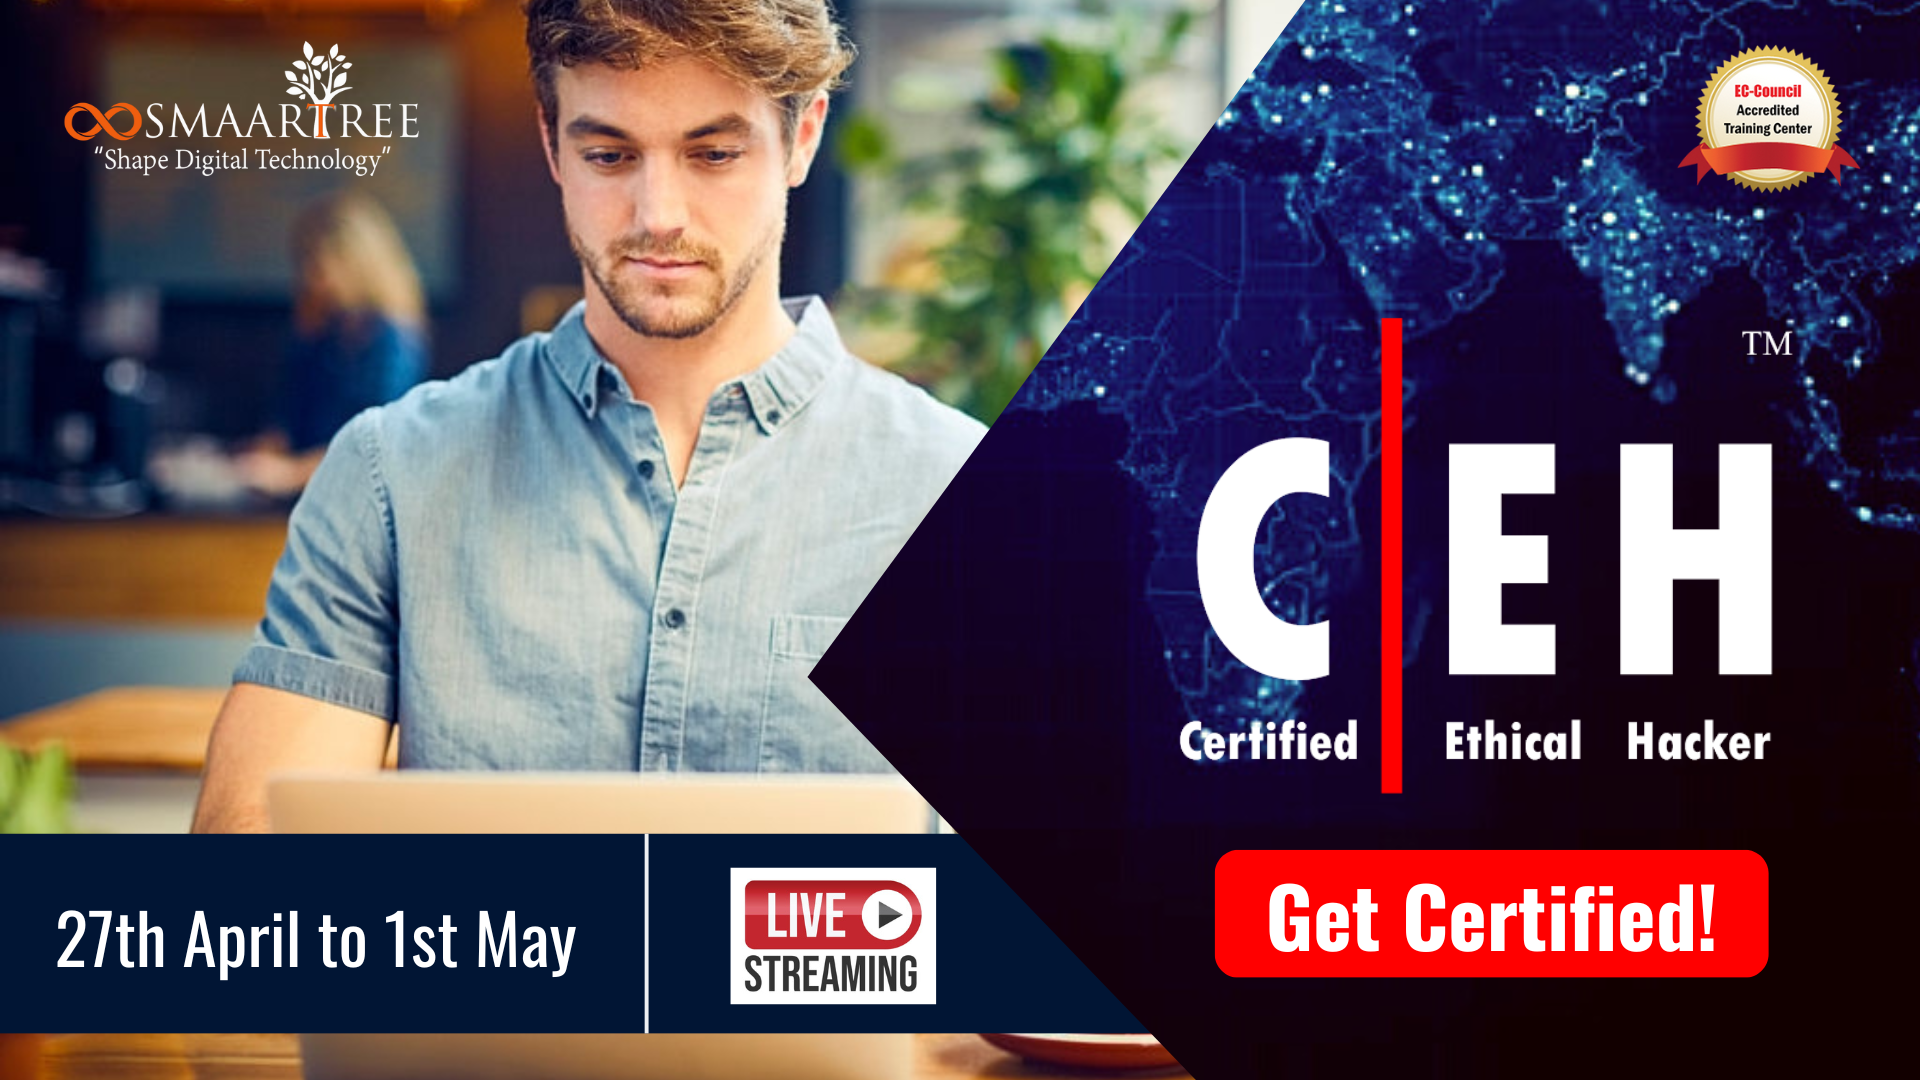 SMAARTREE
"Shape Digital Technology"
EC-Council
Accredited
Training Center
TM
C|EH
Certified Ethical Hacker
27th April to 1st May
LIVE
STREAMING
Get Certified!